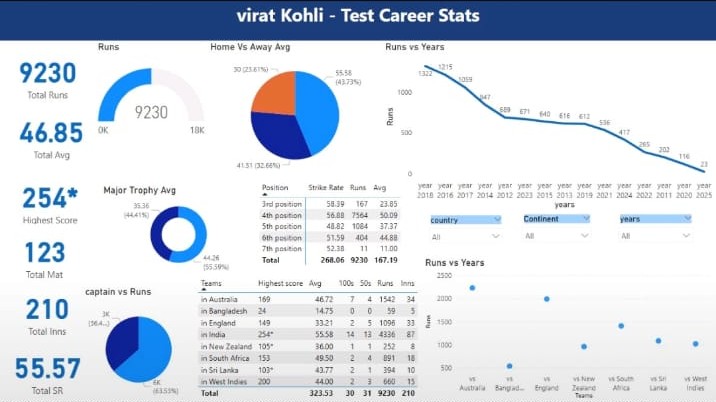 virat Kohli - Test Career Stats
9230
Total Runs
46.85
Total Avg
254*
Highest Score
123
Total Mat
210
Total Inns
55.57
Total SR
Runs
9230
0K
18K
Home Vs Away Avg
30 (23.61%)
55.58
(43.73%)
41.51 (32.66%)
Major Trophy Avg
35.36
(44.41%)
44.26
(55.59%)
captain vs Runs
3K
(36.4...)
6K
(63.53%)
Position Strike Rate Runs Avg
3rd position 58.39 167 23.85
4th position 56.88 7564 50.09
5th position 48.82 1084 37.37
6th position 51.59 404 44.88
7th position 52.38 11 11.00
Total 268.06 9230 167.19
Teams Highest score Avg 100s 50s Runs Inns
in Australia 169 46.72 7 4 1542 34
in Bangladesh 24 14.75 0 0 59 5
in England 149 33.21 2 5 1096 33
in India 254* 55.58 14 13 4336 87
in New Zealand 105* 36.00 1 1 252 8
in South Africa 153 49.50 2 4 891 18
in Sri Lanka 103* 43.77 2 1 394 10
in West Indies 200 44.00 2 3 660 15
Total 323.53 30 31 9230 210
Runs vs Years
Runs
1000
500
0
1322
1215
1059
847
689
671
640
616
612
536
417
265
202
116
23
year year year year year year year year year year year year year year year
2018 2016 2017 2014 2012 2023 2015 2013 2019 2021 2024 2022 2011 2020 2025
years
country
All
Continent
All
years
All
Runs vs Years
Runs
2500
2000
1500
1000
500
vs vs vs vs New vs South vs Sri vs West
Australia Banglad... England Zealand Africa Lanka Indies
Teams